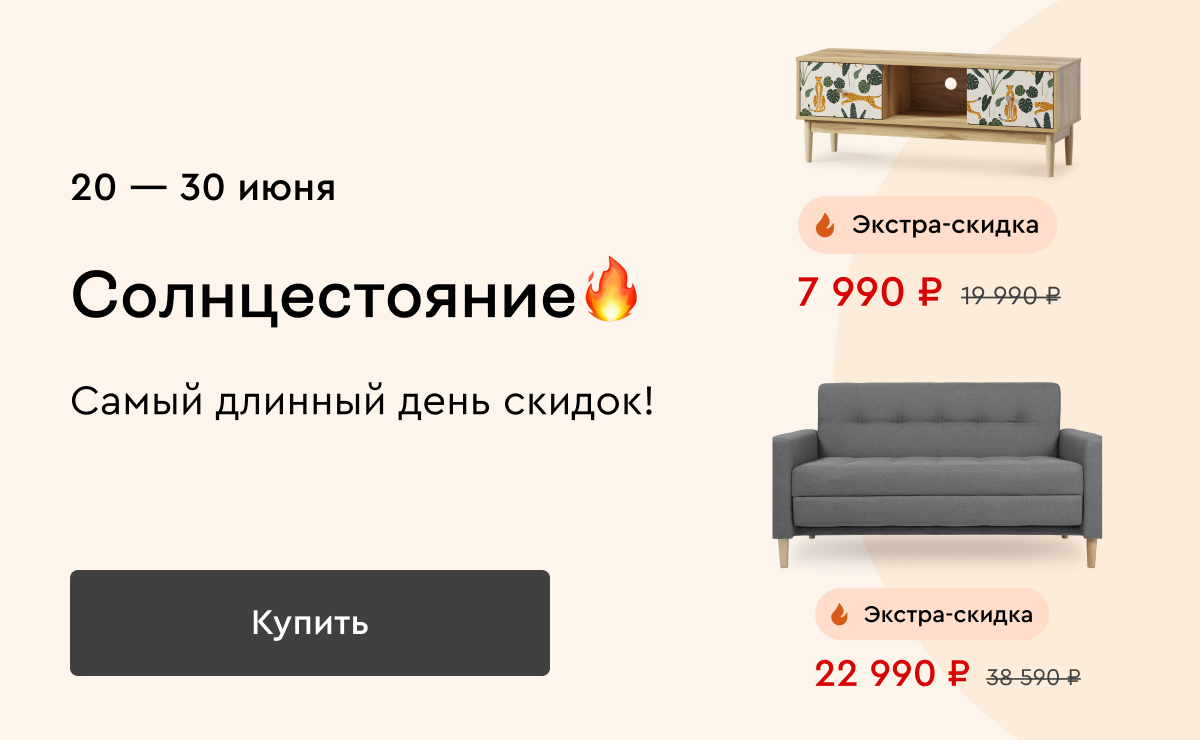 20 — 30 июня
Солнцестояние🔥
Самый длинный день скидок!
Купить
Экстра-скидка
7 990 ₽ 19 990 ₽
Экстра-скидка
22 990 ₽ 38 590 ₽